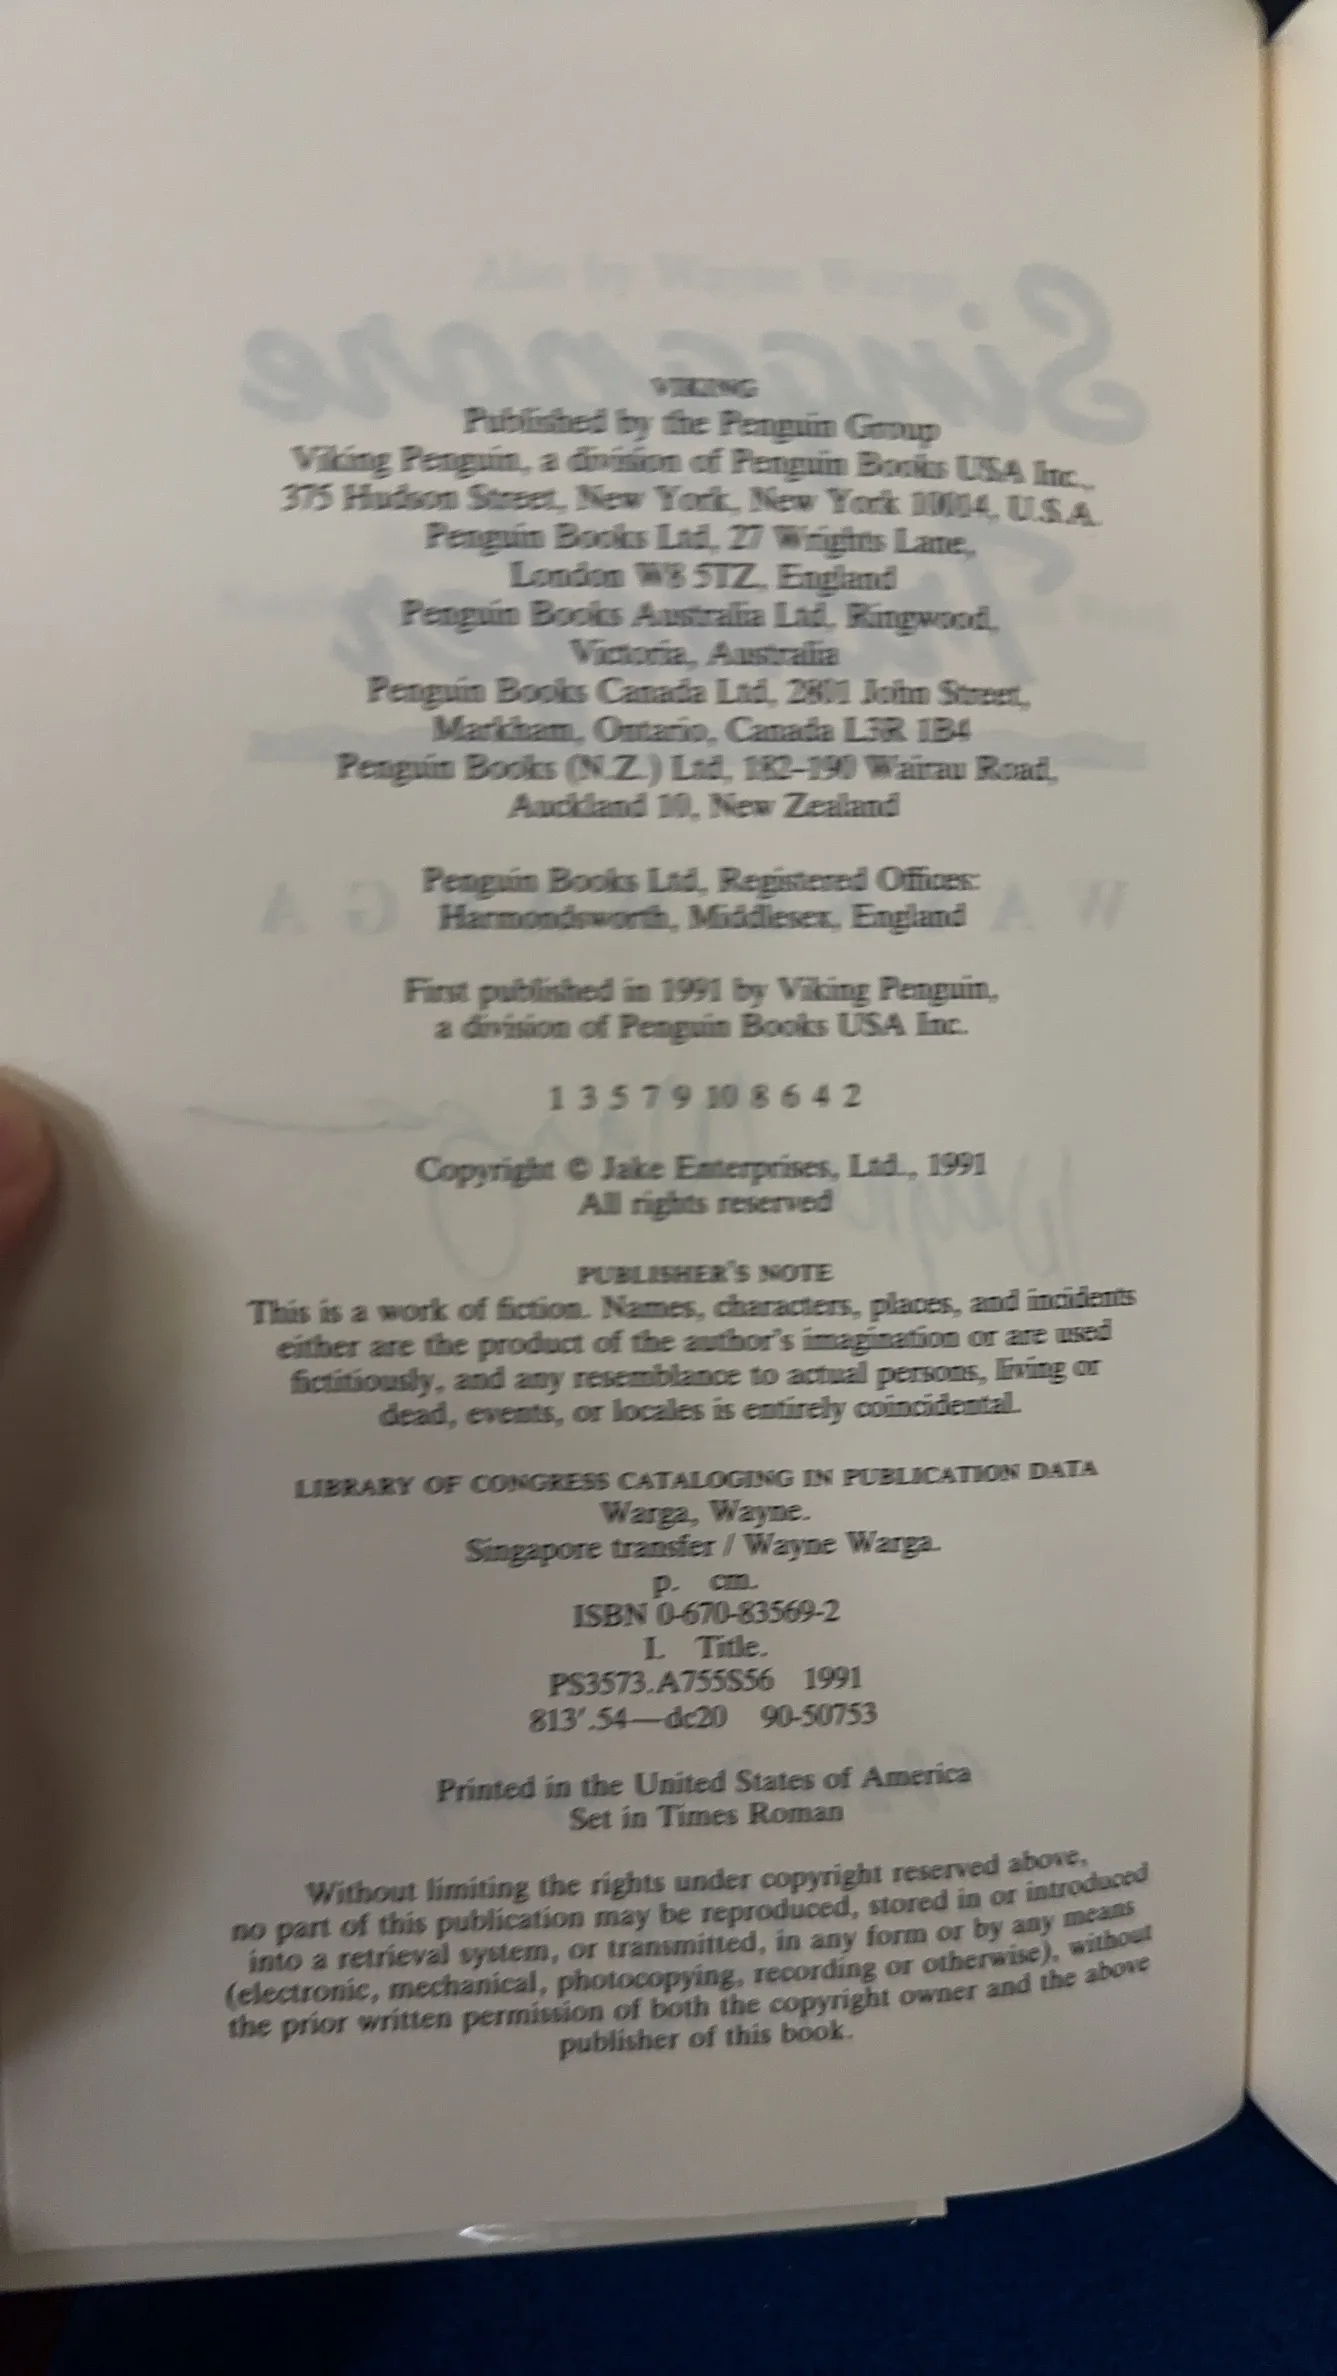 VIKING
Published by the Penguin Group
Viking Penguin, a division of Penguin Books USA Inc.,
375 Hudson Street, New York, New York 10014, U.S.A.
Penguin Books Ltd, 27 Wrights Lane,
London W8 5TZ, England
Penguin Books Australia Ltd, Ringwood,
Victoria, Australia
Penguin Books Canada Ltd, 2801 John Street,
Markham, Ontario, Canada L3R 1B4
Penguin Books (N.Z.) Ltd, 182–190 Wairau Road,
Auckland 10, New Zealand
Penguin Books Ltd, Registered Offices:
Harmondsworth, Middlesex, England
First published in 1991 by Viking Penguin,
a division of Penguin Books USA Inc.
1 3 5 7 9 10 8 6 4 2
Copyright © Jake Enterprises, Ltd., 1991
All rights reserved
PUBLISHER'S NOTE
This is a work of fiction. Names, characters, places, and incidents
either are the product of the author's imagination or are used
fictitiously, and any resemblance to actual persons, living or
dead, events, or locales is entirely coincidental.
LIBRARY OF CONGRESS CATALOGING IN PUBLICATION DATA
Warga, Wayne.
Singapore transfer / Wayne Warga.
p. cm.
ISBN 0-670-83569-2
I. Title.
PS3573.A755S56 1991
813'.54—dc20 90-50753
Printed in the United States of America
Set in Times Roman
Without limiting the rights under copyright reserved above,
no part of this publication may be reproduced, stored in or introduced
into a retrieval system, or transmitted, in any form or by any means
(electronic, mechanical, photocopying, recording or otherwise), without
the prior written permission of both the copyright owner and the above
publisher of this book.